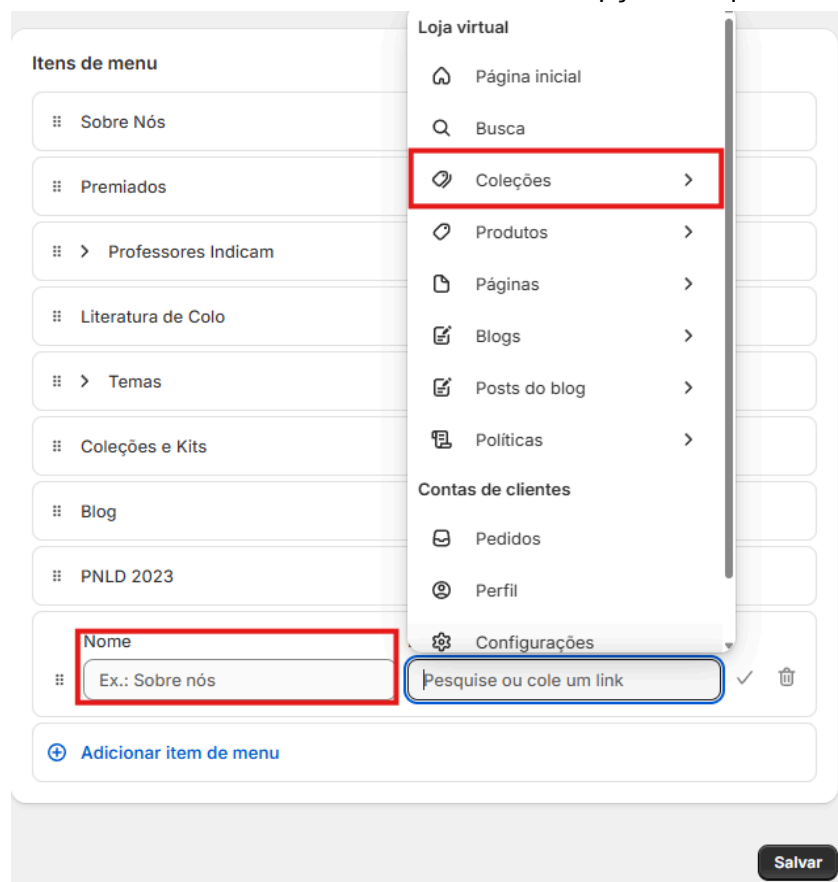 Itens de menu
Sobre Nós
Premiados
Professores Indicam
Literatura de Colo
Temas
Coleções e Kits
Blog
PNLD 2023
Nome
Ex.: Sobre nós
Adicionar item de menu
Loja virtual
Página inicial
Busca
Coleções
Produtos
Páginas
Blogs
Posts do blog
Políticas
Contas de clientes
Pedidos
Perfil
Configurações
Pesquise ou cole um link
Salvar